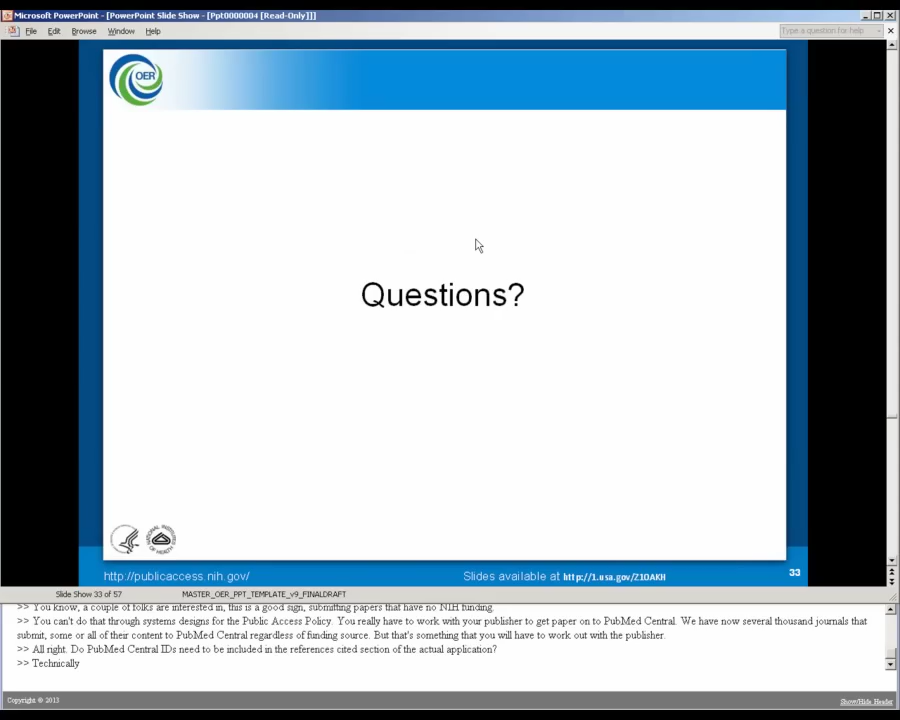 Microsoft PowerPoint - [PowerPoint Slide Show - [Ppt0000004 [Read-Only]]]
File Edit Browse Window Help
Type a question for help
OER
Questions?
NATIONAL INSTITUTES
OF HEALTH
http://publicaccess.nih.gov/
Slides available at http://1.usa.gov/Z1OAKH
33
Slide Show 33 of 57
MASTER_OER_PPT_TEMPLATE_v9_FINALDRAFT
>> You know, a couple of folks are interested in, this is a good sign, submitting papers that have no NIH funding.
>> You can't do that through systems designs for the Public Access Policy. You really have to work with your publisher to get paper on to PubMed Central. We have now several thousand journals that
submit, some or all of their content to PubMed Central regardless of funding source. But that's something that you will have to work out with the publisher.
>> All right. Do PubMed Central IDs need to be included in the references cited section of the actual application?
>> Technically
Copyright © 2013
Show/Hide Header